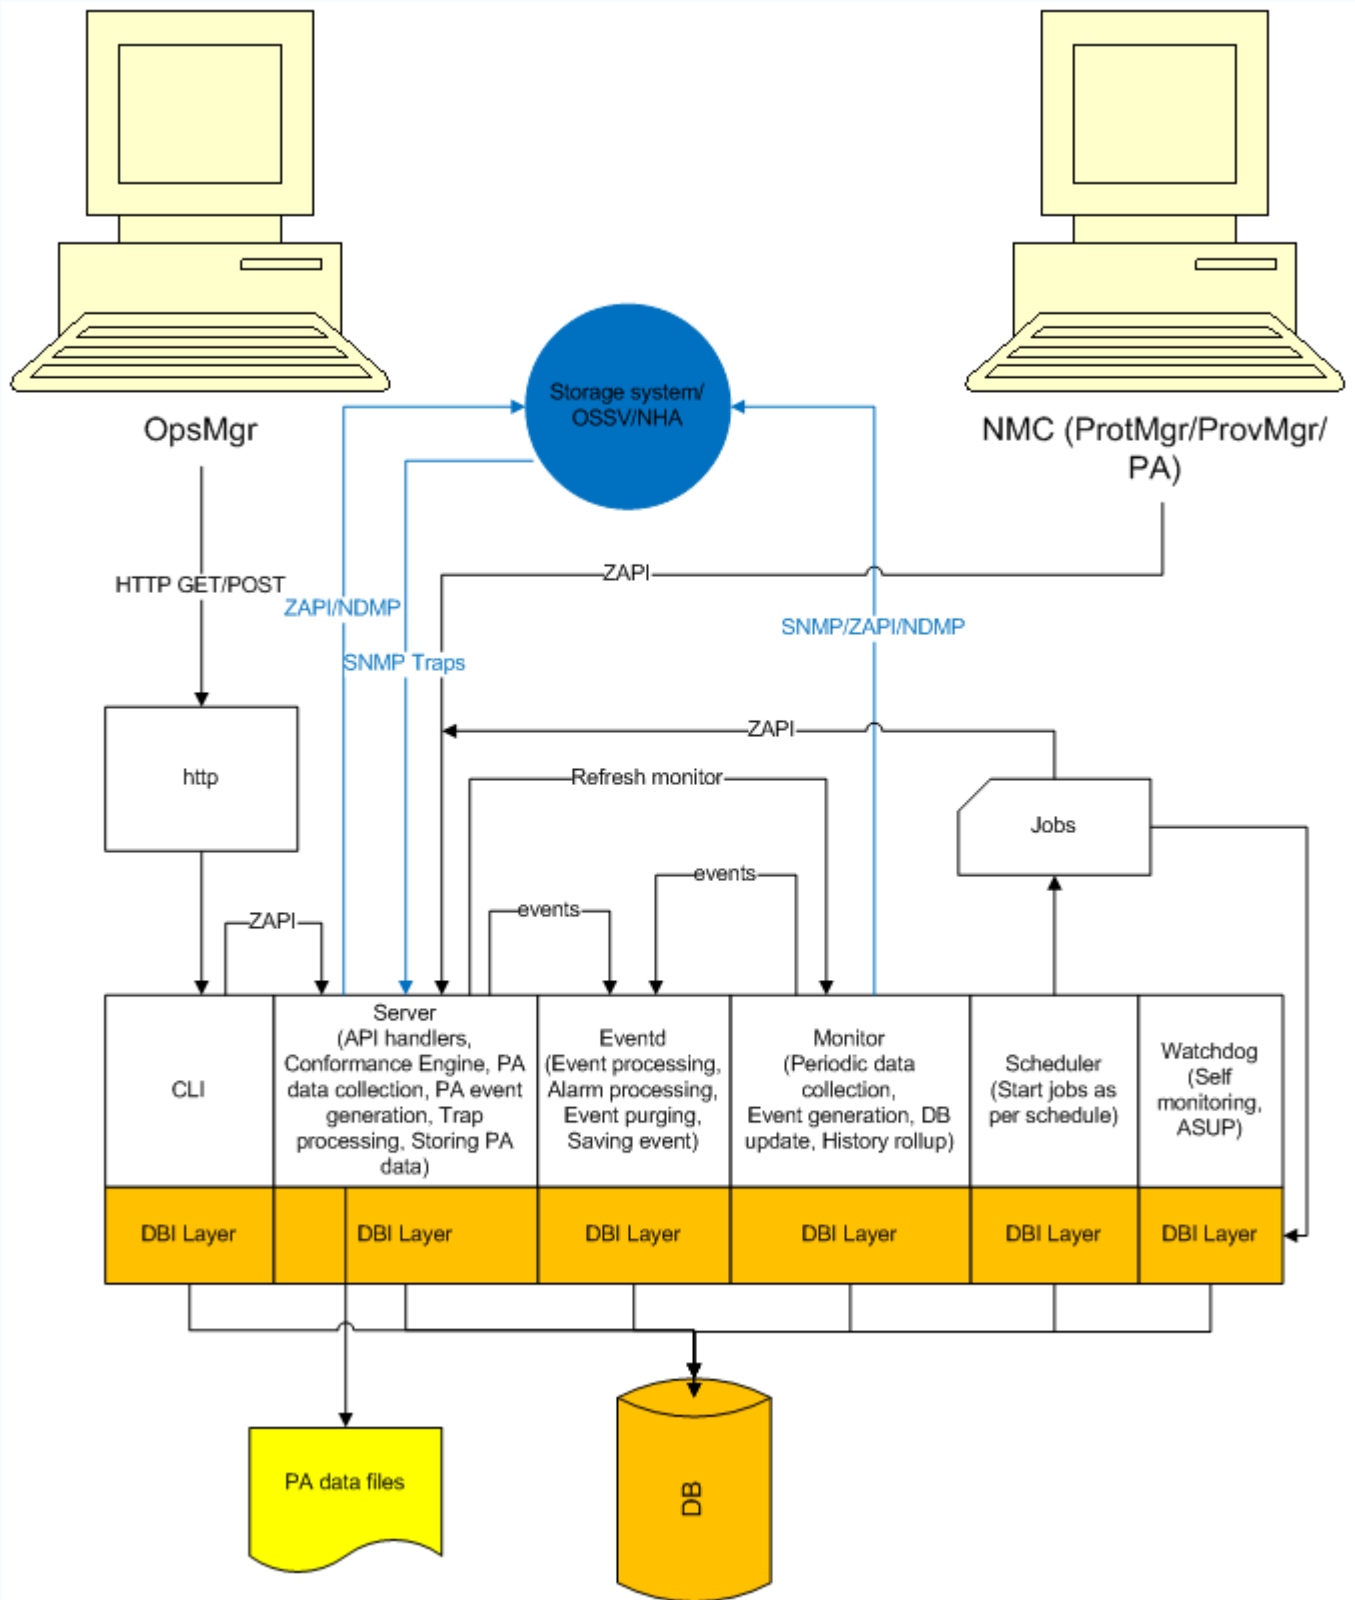 Storage system/
OSSV/NHA
OpsMgr
NMC (ProtMgr/ProvMgr/
PA)
HTTP GET/POST
ZAPI
ZAPI/NDMP
SNMP/ZAPI/NDMP
SNMP Traps
ZAPI
http
Refresh monitor
Jobs
events
events
ZAPI
CLI
Server
(API handlers,
Conformance Engine, PA
data collection, PA event
generation, Trap
processing, Storing PA
data)
Eventd
(Event processing,
Alarm processing,
Event purging,
Saving event)
Monitor
(Periodic data
collection,
Event generation, DB
update, History rollup)
Scheduler
(Start jobs as
per schedule)
Watchdog
(Self
monitoring,
ASUP)
DBI Layer
DBI Layer
DBI Layer
DBI Layer
DBI Layer
DBI Layer
PA data files
DB